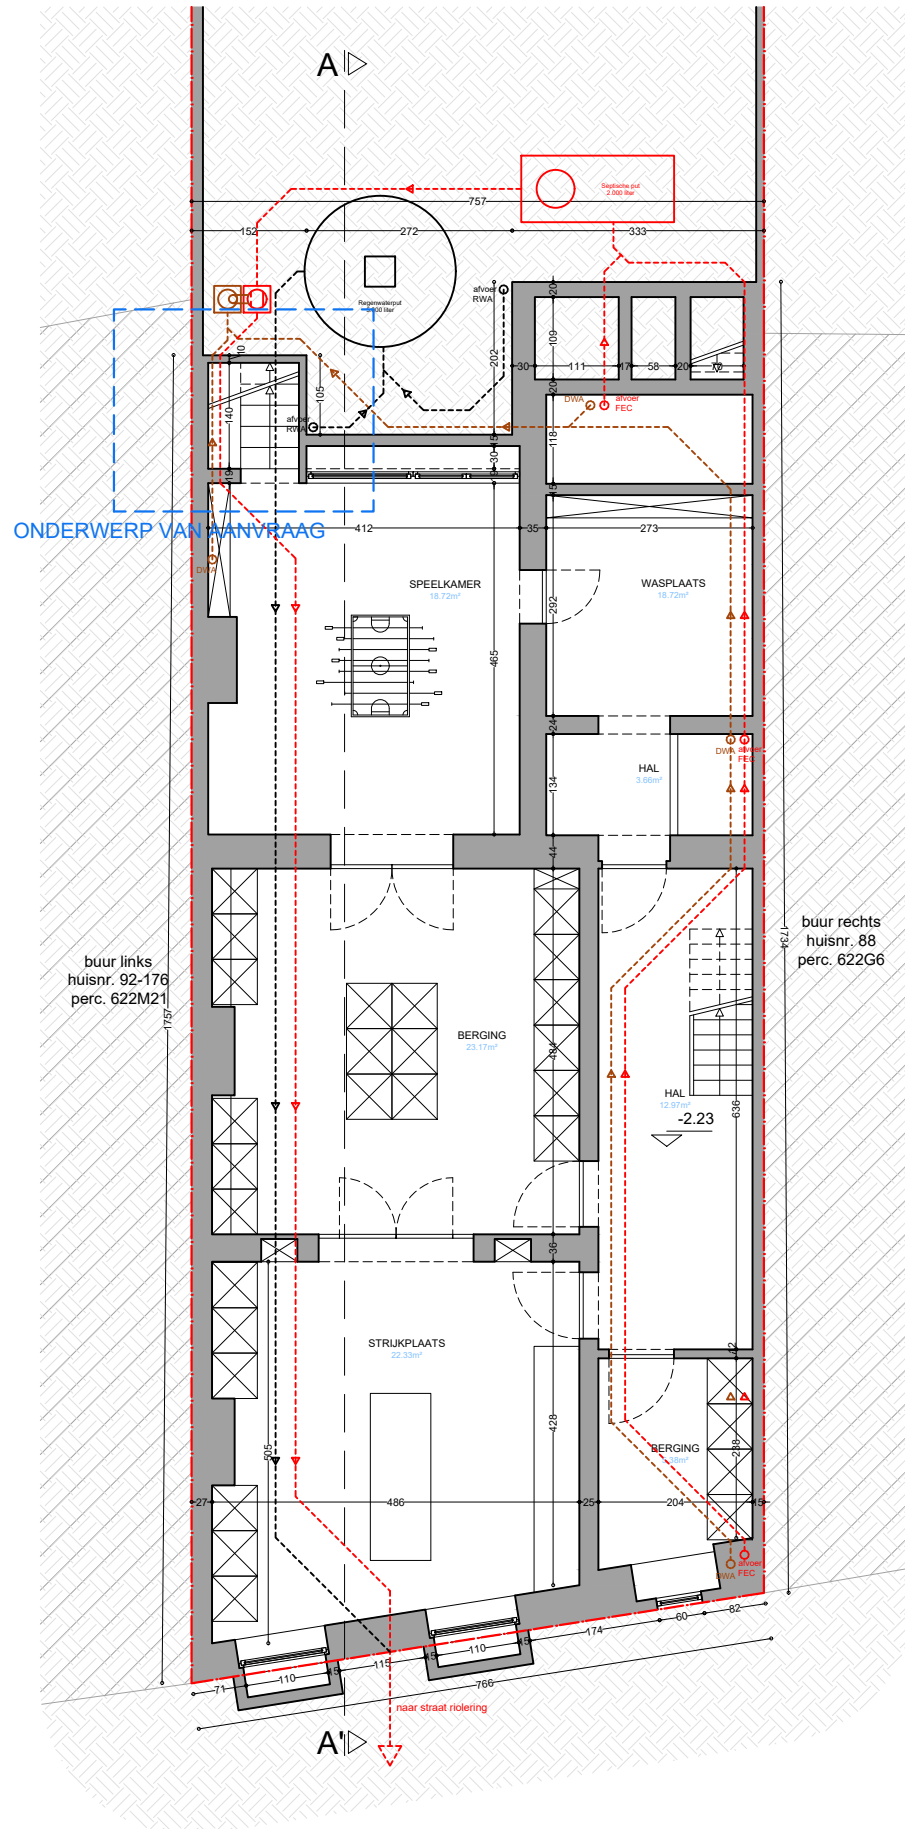 A
Septische put
2.000 liter
757
152
272
333
afvoer
RWA
Regenwaterput
20
10
202
109
30
111
17
58
20
70
105
140
20
DWA
afvoer
FEC
afvoer
RWA
118
15
30
19
15
ONDERWERP VAN AANVRAAG
412
35
273
DWA
SPEELKAMER
18.72m²
WASPLAATS
18.72m²
292
465
24
DWA
afvoer
FEC
HAL
3.66m²
134
44
buur links
huisnr. 92-176
perc. 622M21
buur rechts
huisnr. 88
perc. 622G6
1757
1734
BERGING
23.17m²
484
HAL
12.97m²
-2.23
636
36
STRIJKPLAATS
22.33m²
12
505
428
BERGING
238
27
486
25
204
15
DWA
afvoer
FEC
71
110
15
115
15
110
15
174
60
82
766
naar straat riolering
A'